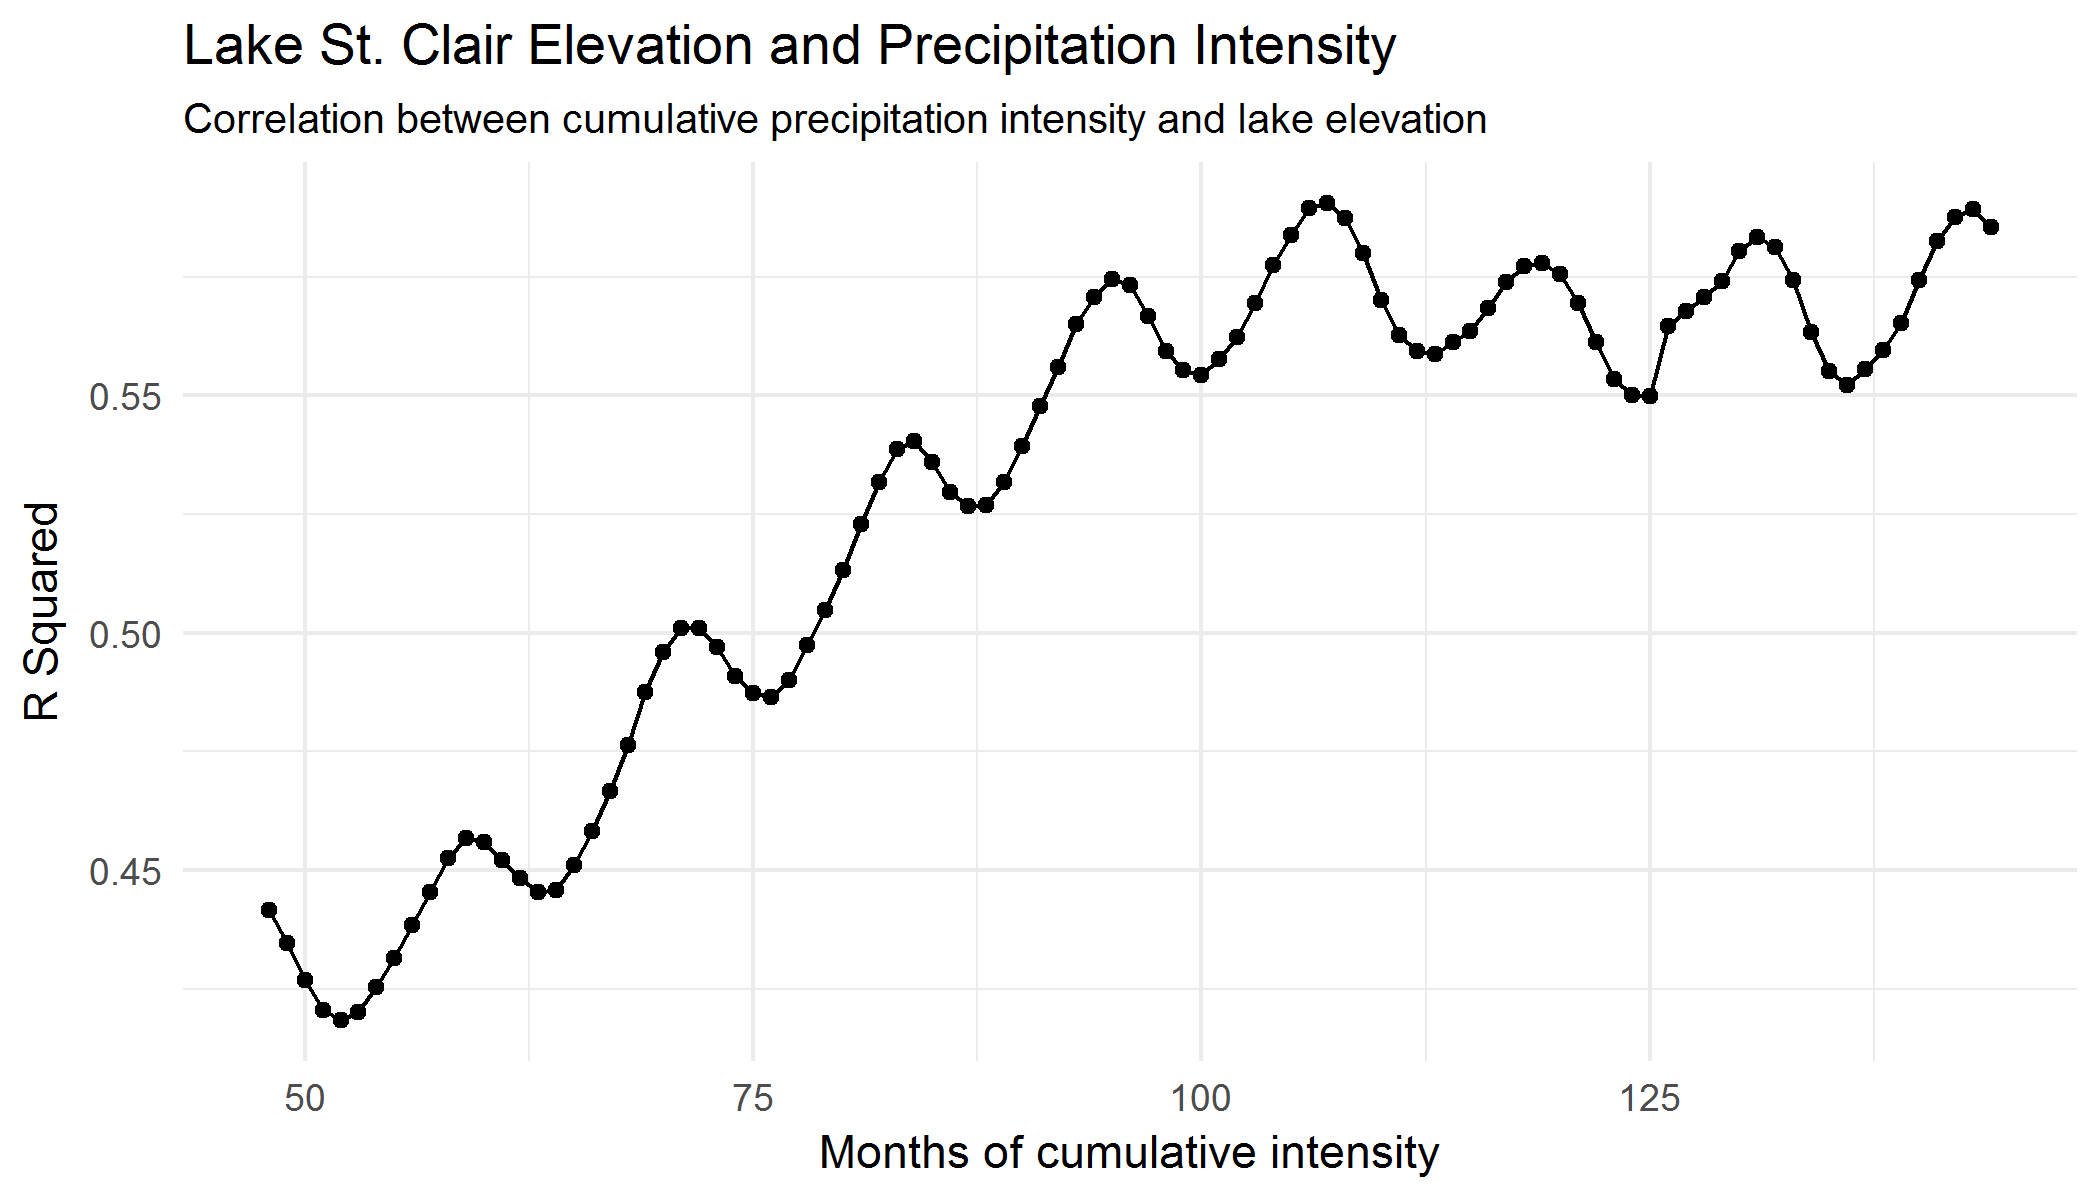 Lake St. Clair Elevation and Precipitation Intensity
Correlation between cumulative precipitation intensity and lake elevation
R Squared
0.55
0.50
0.45
50 75 100 125
Months of cumulative intensity